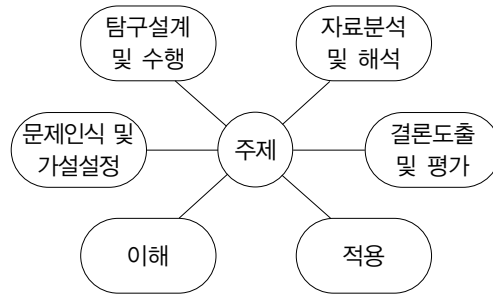 탐구설계
및 수행
자료분석
및 해석
문제인식 및
가설설정
주제
결론도출
및 평가
이해
적용